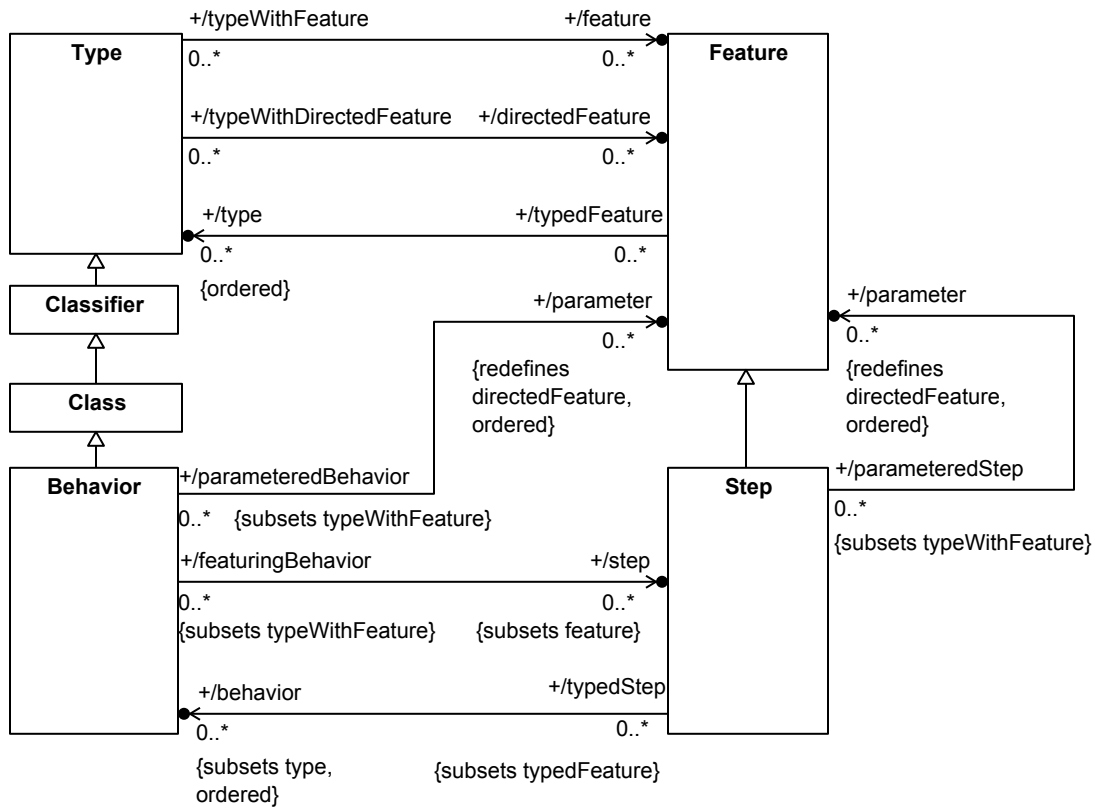 +/typeWithFeature +/feature
Type Feature
0..* 0..*
+/typeWithDirectedFeature +/directedFeature
0..* 0..*
+/type +/typedFeature
0..* 0..*
{ordered}
Classifier
+/parameter +/parameter
0..* 0..*
{redefines
directedFeature,
ordered}
{redefines
directedFeature,
ordered}
Class
Behavior Step
+/parameteredBehavior +/parameteredStep
0..* {subsets typeWithFeature} 0..*
{subsets typeWithFeature}
+/featuringBehavior +/step
0..* 0..*
{subsets typeWithFeature} {subsets feature}
+/behavior +/typedStep
0..* 0..*
{subsets type,
ordered}
{subsets typedFeature}